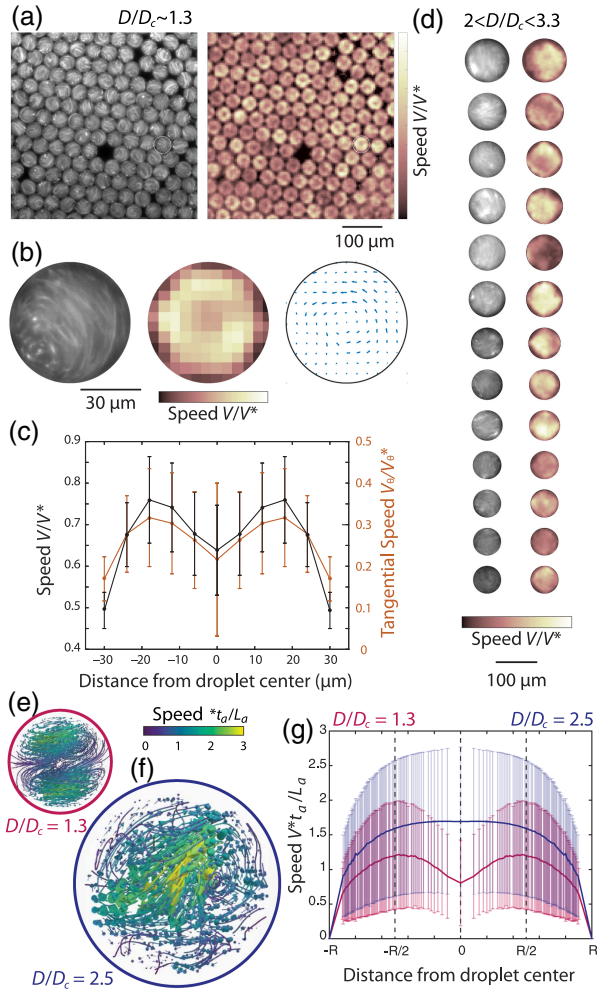 (a)
D/Dc~1.3
Speed V/V*
100 µm
(b)
30 µm
Speed V/V*
(c)
0.9
0.8
0.7
0.6
0.5
0.4
Speed V/V*
0.5
0.4
0.3
0.2
0.1
0
Tangential Speed Vθ/Vθ*
−30
−20
−10
0
10
20
30
Distance from droplet center (µm)
(d)
2<D/Dc<3.3
Speed V/V*
100 µm
(e)
Speed *ta/La
0
1
2
3
D/Dc = 1.3
(f)
D/Dc = 2.5
(g)
D/Dc = 1.3
D/Dc = 2.5
3
2.5
2
1.5
1
0.5
0
Speed V*ta/La
-R
-R/2
0
R/2
R
Distance from droplet center